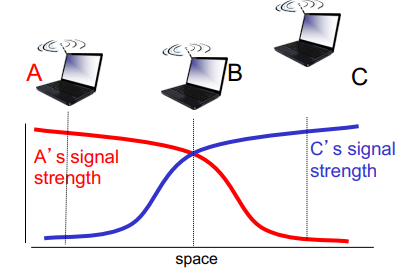 A
B
C
A's signal
strength
C's signal
strength
space